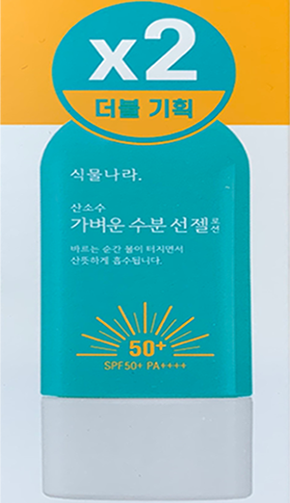 x2
더블 기획
식물나라.
산소수
가벼운 수분 선젤 로션
바르는 순간 물이 터지면서
산뜻하게 흡수됩니다.
50+
SPF50+ PA++++